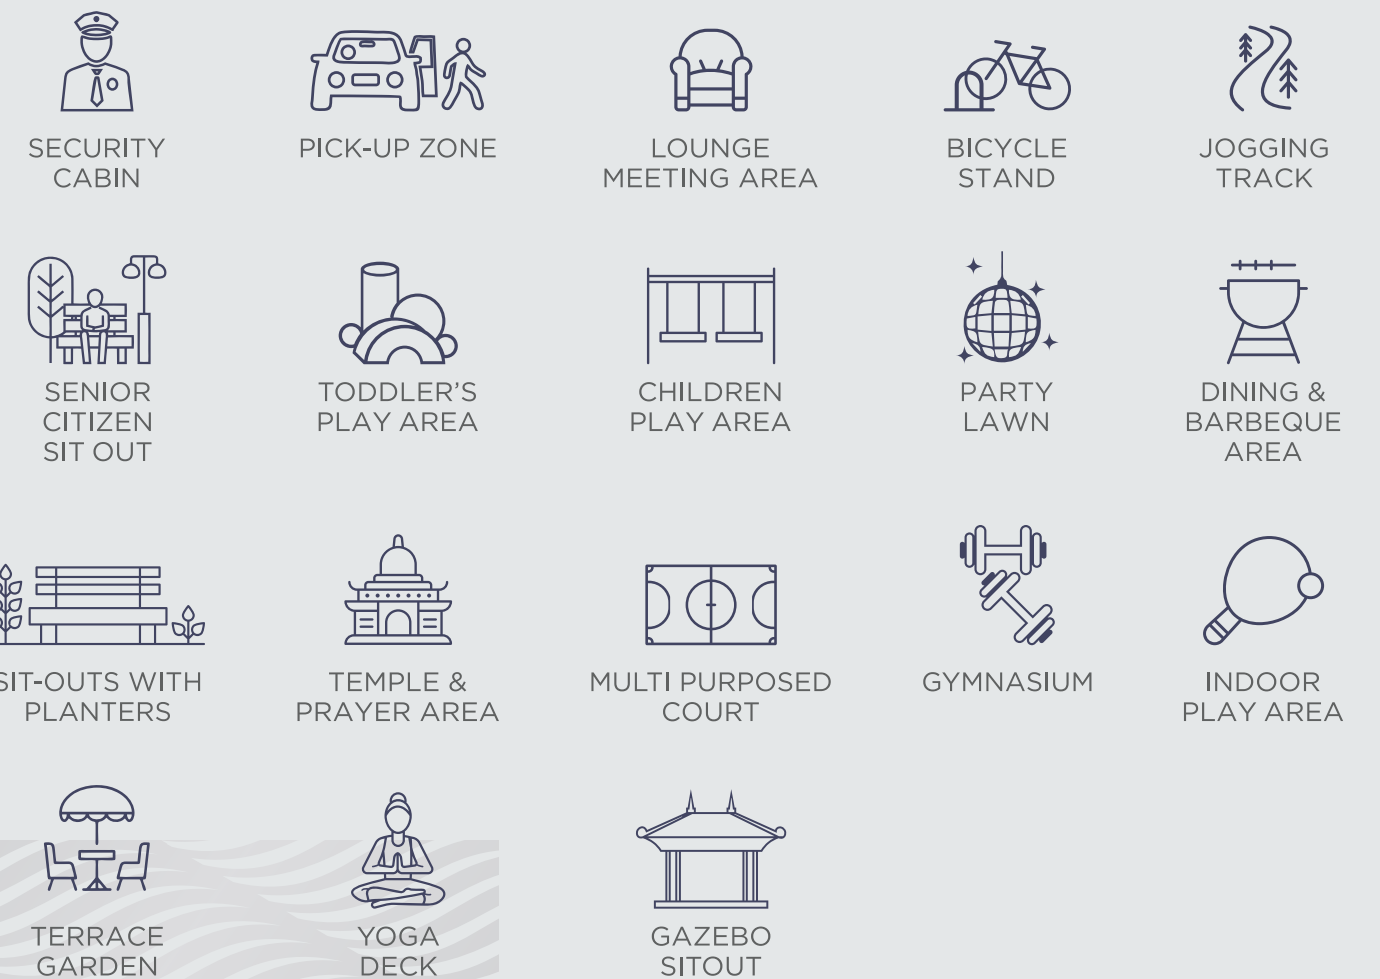 SECURITY
CABIN
PICK-UP ZONE
LOUNGE
MEETING AREA
BICYCLE
STAND
JOGGING
TRACK
SENIOR
CITIZEN
SIT OUT
TODDLER'S
PLAY AREA
CHILDREN
PLAY AREA
PARTY
LAWN
DINING &
BARBEQUE
AREA
SIT-OUTS WITH
PLANTERS
TEMPLE &
PRAYER AREA
MULTI PURPOSED
COURT
GYMNASIUM
INDOOR
PLAY AREA
TERRACE
GARDEN
YOGA
DECK
GAZEBO
SITOUT